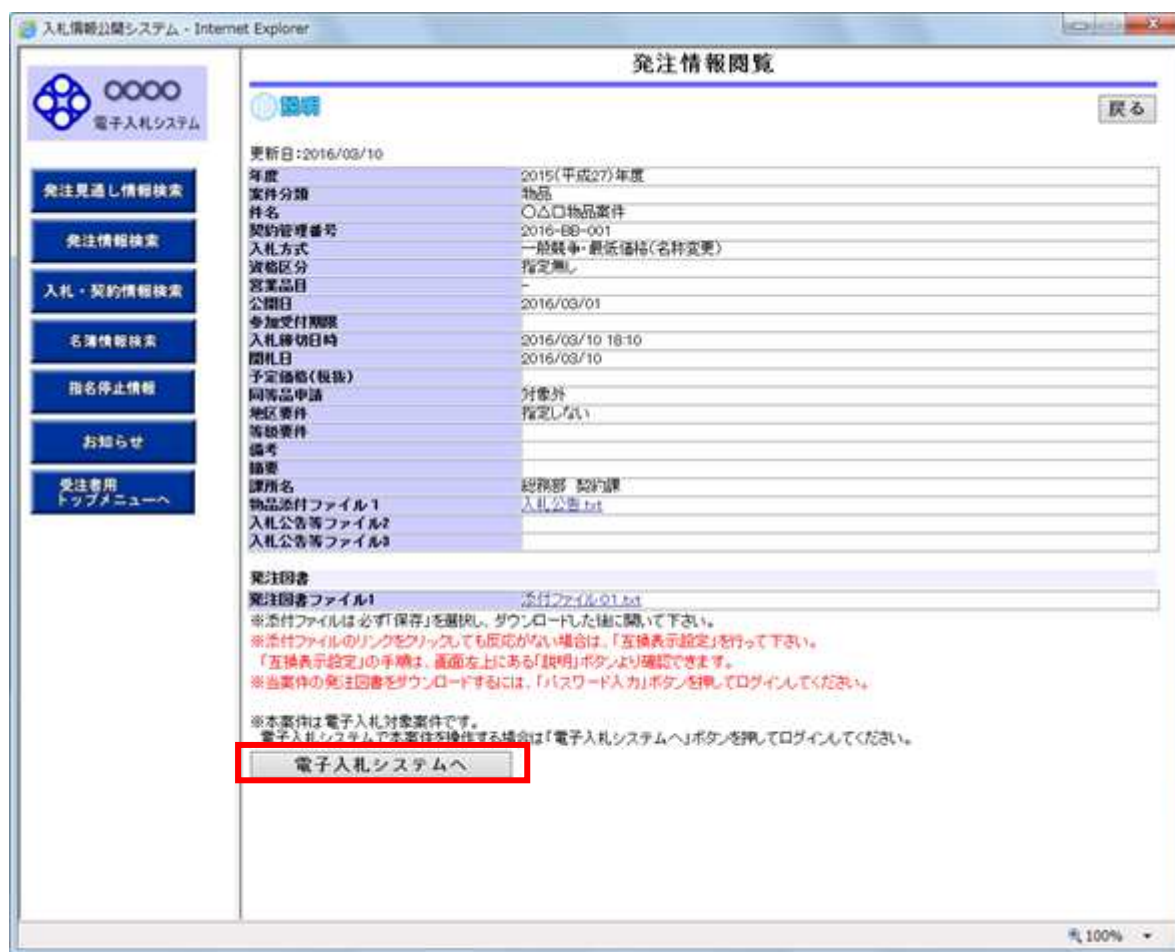 入札情報公開システム - Internet Explorer
発注情報閲覧
○○○○
電子入札システム
説明
戻る
発注見通し情報検索
発注情報検索
入札・契約情報検索
名簿情報検索
指名停止情報
お知らせ
受注者用
トップメニューへ
更新日:2016/03/10
年度 2015(平成27)年度
案件分類 物品
件名 ○△□物品案件
契約管理番号 2016-BB-001
入札方式 一般競争・最低価格(名称変更)
資格区分 指定無し
営業品目 -
公開日 2016/03/01
参加受付期限
入札締切日時 2016/03/10 18:10
開札日 2016/03/10
予定価格(税抜)
同等品申請 対象外
地区要件 指定しない
等級要件
備考
摘要
課所名 総務部 契約課
物品添付ファイル1 入札公告.txt
入札公告等ファイル2
入札公告等ファイル3
発注図書
発注図書ファイル1 添付ファイル01.txt
※添付ファイルは必ず「保存」を選択し、ダウンロードした後に開いて下さい。
※添付ファイルのリンクをクリックしても反応がない場合は、「互換表示設定」を行って下さい。
「互換表示設定」の手順は、画面左上にある「説明」ボタンより確認できます。
※当案件の発注図書をダウンロードするには、「パスワード入力」ボタンを押してログインしてください。
※本案件は電子入札対象案件です。
電子入札システムで本案件を操作する場合は「電子入札システムへ」ボタンを押してログインしてください。
電子入札システムへ
100%